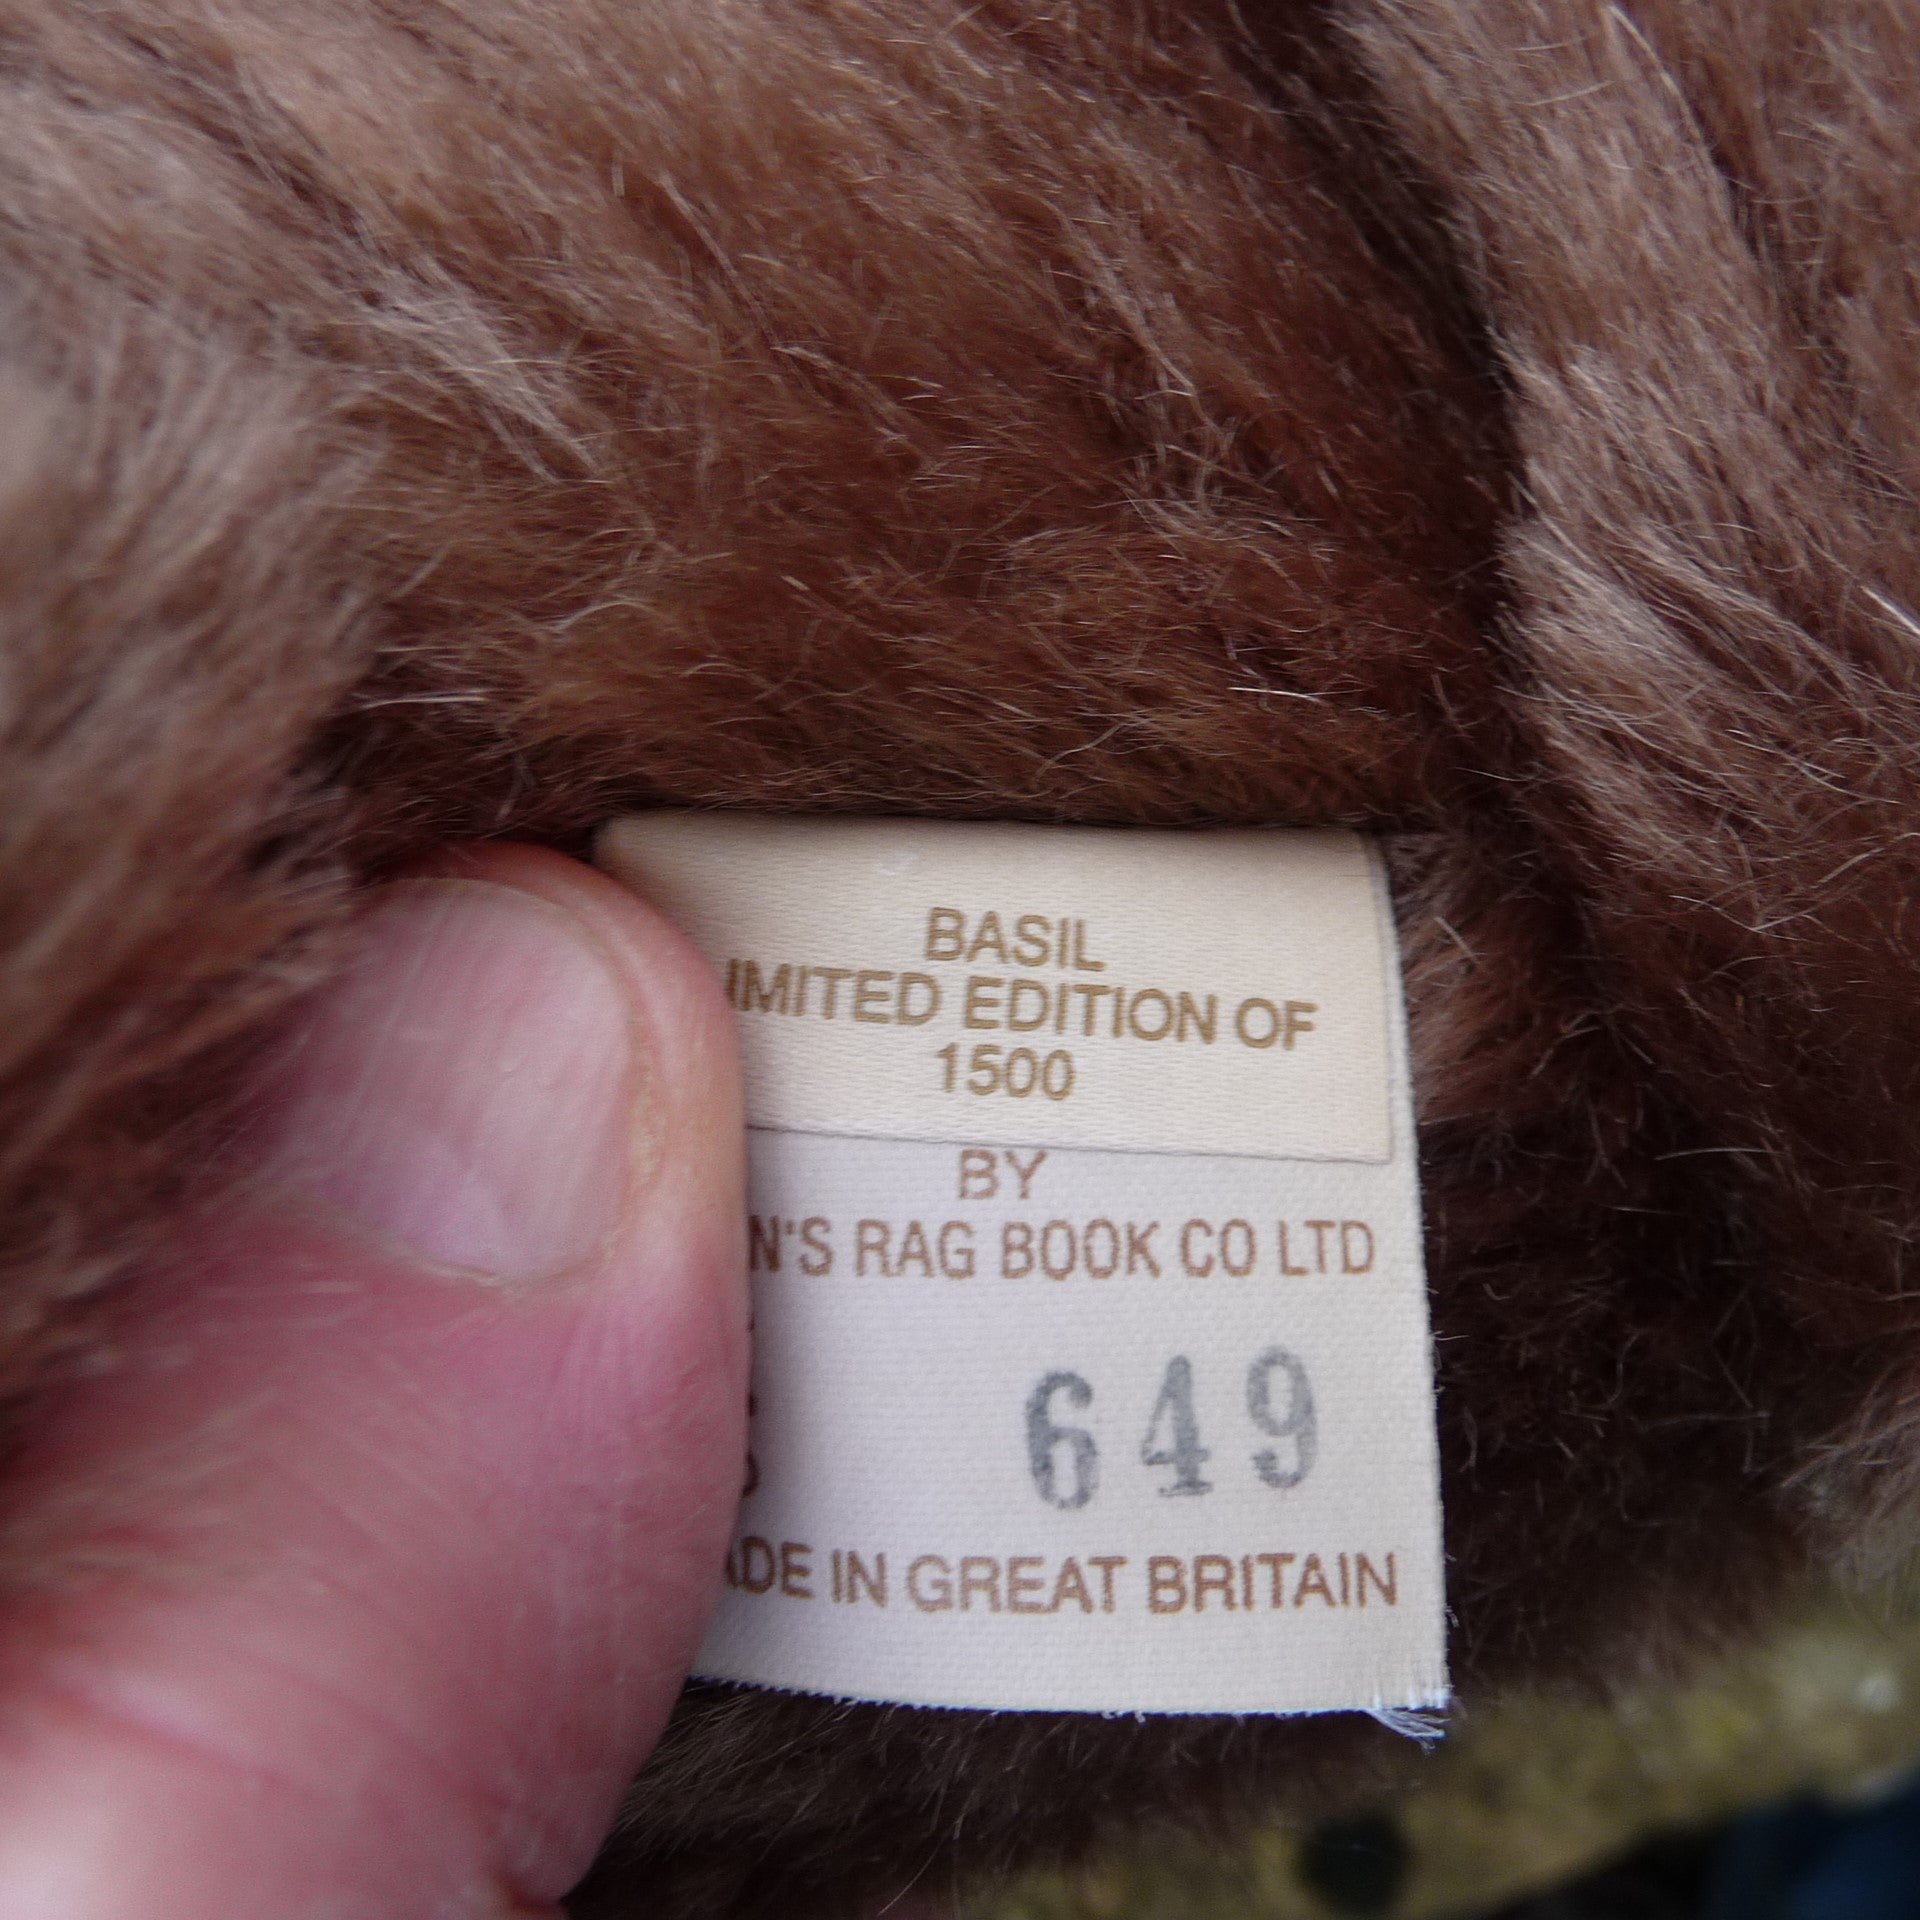 BASIL
IMITED EDITION OF
1500
BY
N'S RAG BOOK CO LTD
649
ADE IN GREAT BRITAIN